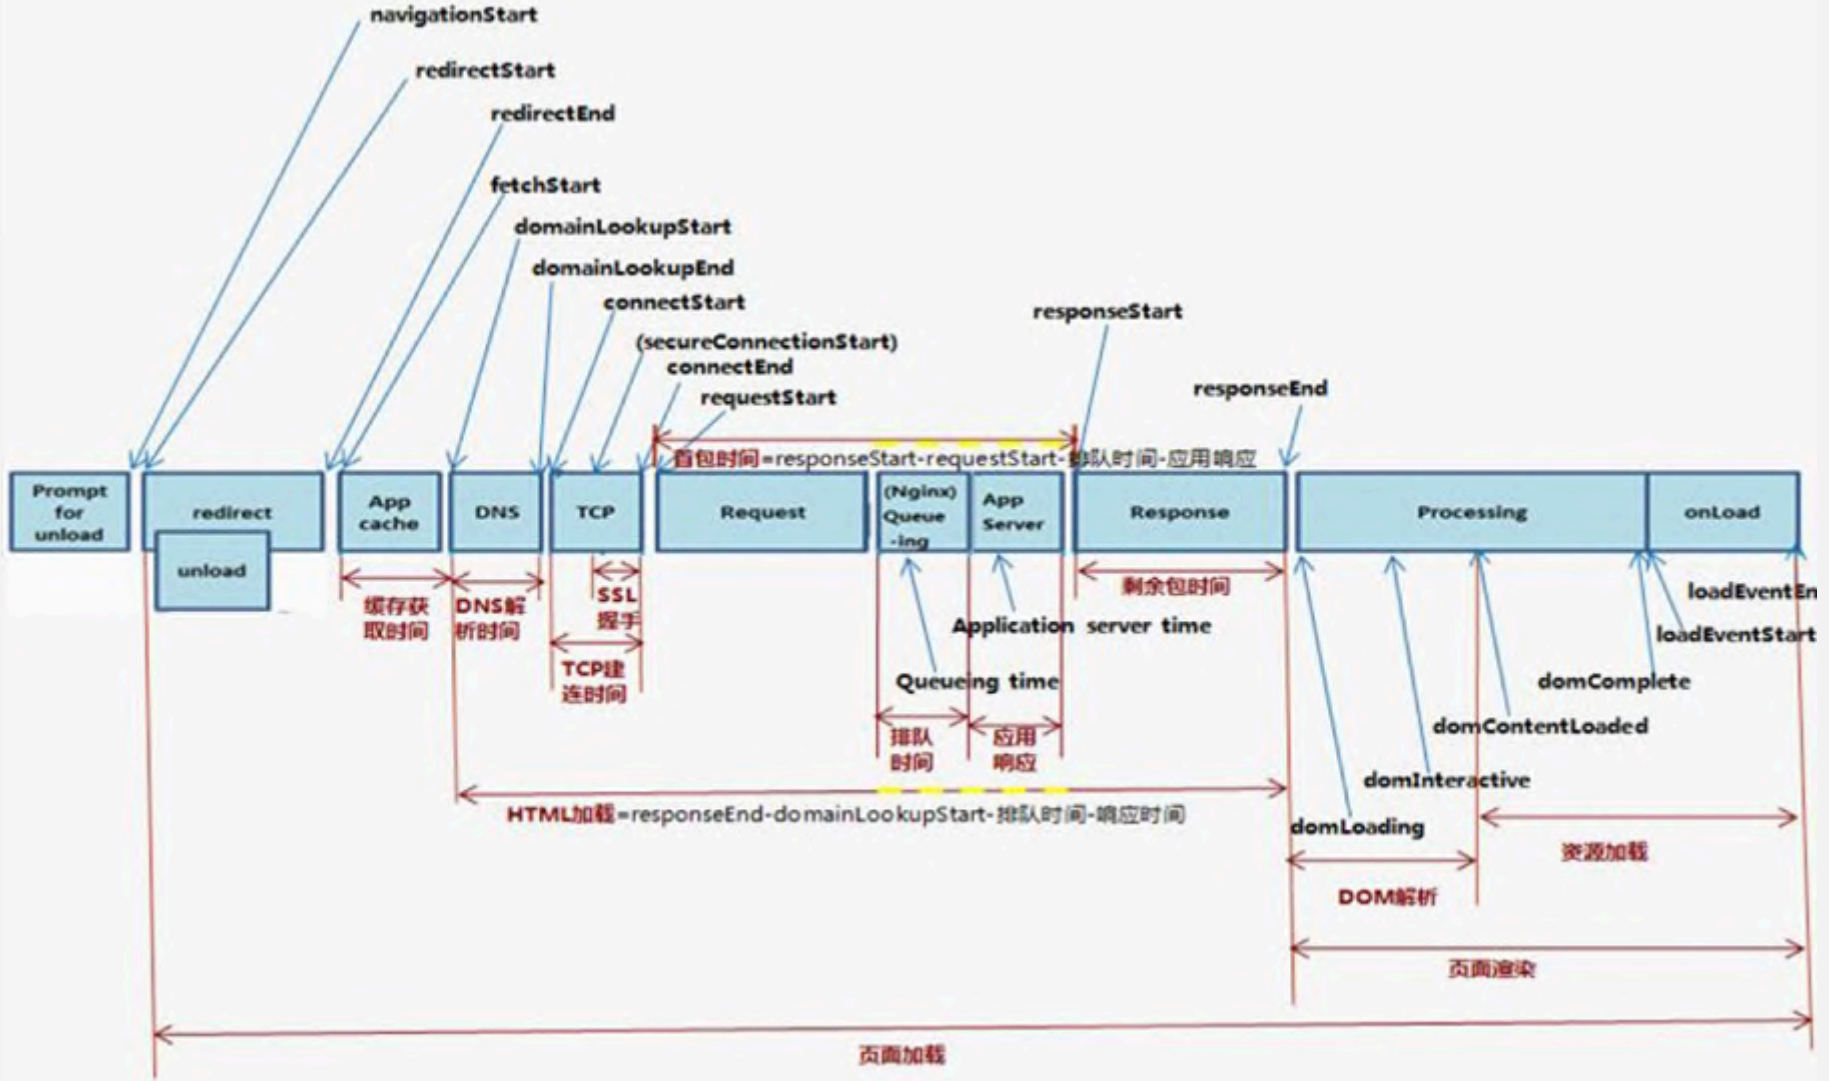 navigationStart
redirectStart
redirectEnd
fetchStart
domainLookupStart
domainLookupEnd
connectStart
responseStart
(secureConnectionStart)
connectEnd
responseEnd
requestStart
首包时间=responseStart-requestStart-排队时间-应用响应
Prompt
for
unload
redirect
unload
App
cache
DNS
TCP
Request
(Nginx)
Queue
-ing
App
Server
Response
Processing
onLoad
缓存获
取时间
DNS解
析时间
SSL
握手
TCP建
连时间
剩余包时间
Application server time
Queueing time
排队
时间
应用
响应
loadEventEn
loadEventStart
domComplete
domContentLoaded
domInteractive
domLoading
HTML加载=responseEnd-domainLookupStart-排队时间-响应时间
资源加载
DOM解析
页面渲染
页面加载